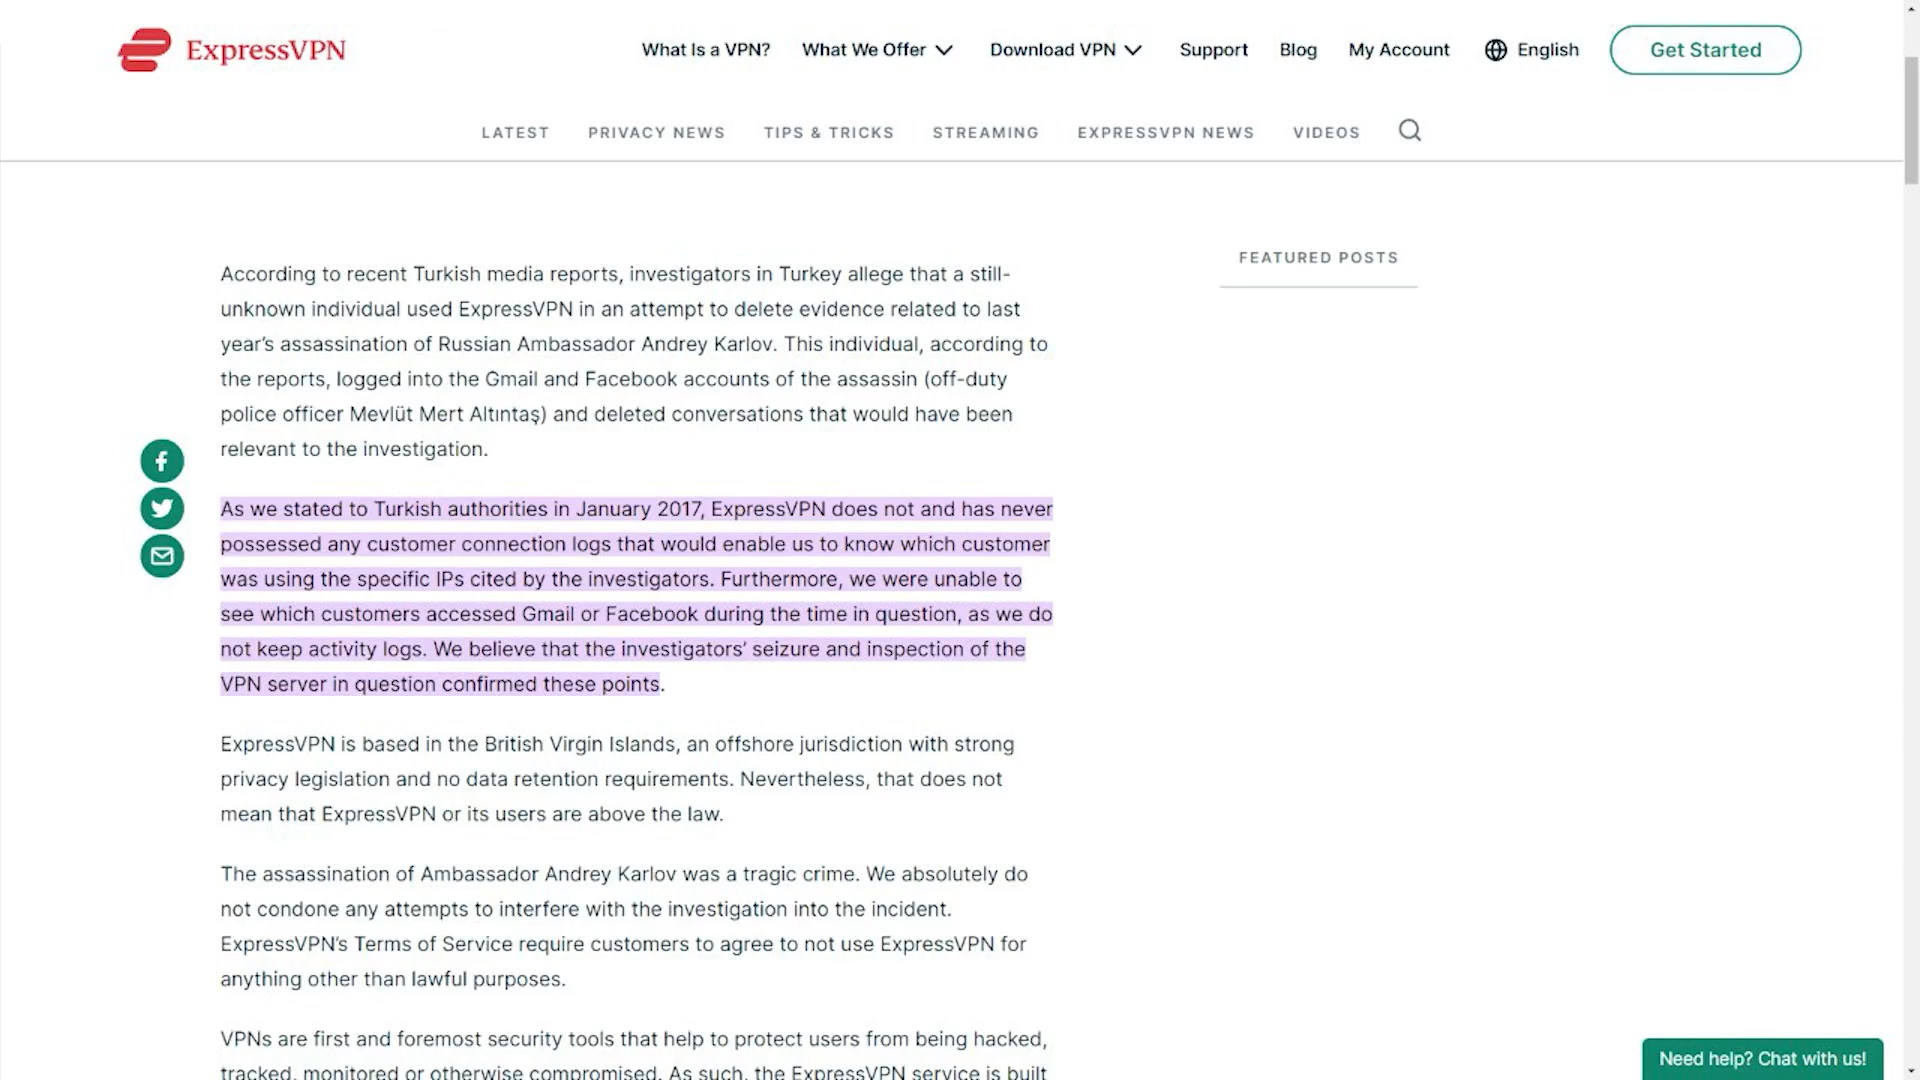 ExpressVPN
What Is a VPN? What We Offer Download VPN Support Blog My Account English Get Started
LATEST PRIVACY NEWS TIPS & TRICKS STREAMING EXPRESSVPN NEWS VIDEOS
According to recent Turkish media reports, investigators in Turkey allege that a still-
unknown individual used ExpressVPN in an attempt to delete evidence related to last
year’s assassination of Russian Ambassador Andrey Karlov. This individual, according to
the reports, logged into the Gmail and Facebook accounts of the assassin (off-duty
police officer Mevlüt Mert Altıntaş) and deleted conversations that would have been
relevant to the investigation.
As we stated to Turkish authorities in January 2017, ExpressVPN does not and has never
possessed any customer connection logs that would enable us to know which customer
was using the specific IPs cited by the investigators. Furthermore, we were unable to
see which customers accessed Gmail or Facebook during the time in question, as we do
not keep activity logs. We believe that the investigators’ seizure and inspection of the
VPN server in question confirmed these points.
ExpressVPN is based in the British Virgin Islands, an offshore jurisdiction with strong
privacy legislation and no data retention requirements. Nevertheless, that does not
mean that ExpressVPN or its users are above the law.
The assassination of Ambassador Andrey Karlov was a tragic crime. We absolutely do
not condone any attempts to interfere with the investigation into the incident.
ExpressVPN’s Terms of Service require customers to agree to not use ExpressVPN for
anything other than lawful purposes.
VPNs are first and foremost security tools that help to protect users from being hacked,
tracked, monitored or otherwise compromised. As such, the ExpressVPN service is built
FEATURED POSTS
Need help? Chat with us!